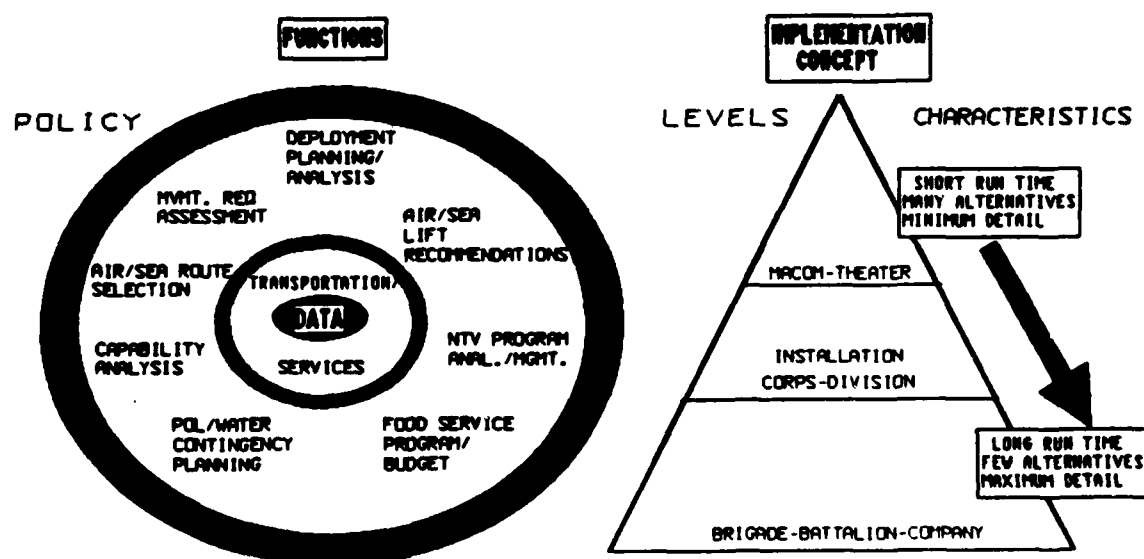 FUNCTIONS
POLICY
DEPLOYMENT
PLANNING/
ANALYSIS
MVMT. REQ
ASSESSMENT
AIR/SEA
LIFT
RECOMMENDATIONS
AIR/SEA ROUTE
SELECTION
TRANSPORTATION/
DATA
SERVICES
CAPABILITY
ANALYSIS
NTV PROGRAM
ANAL./MGMT.
POL/WATER
CONTINGENCY
PLANNING
FOOD SERVICE
PROGRAM/
BUDGET
IMPLEMENTATION
CONCEPT
LEVELS
CHARACTERISTICS
SHORT RUN TIME
MANY ALTERNATIVES
MINIMUM DETAIL
MACOM-THEATER
INSTALLATION
CORPS-DIVISION
LONG RUN TIME
FEW ALTERNATIVES
MAXIMUM DETAIL
BRIGADE-BATTALION-COMPANY